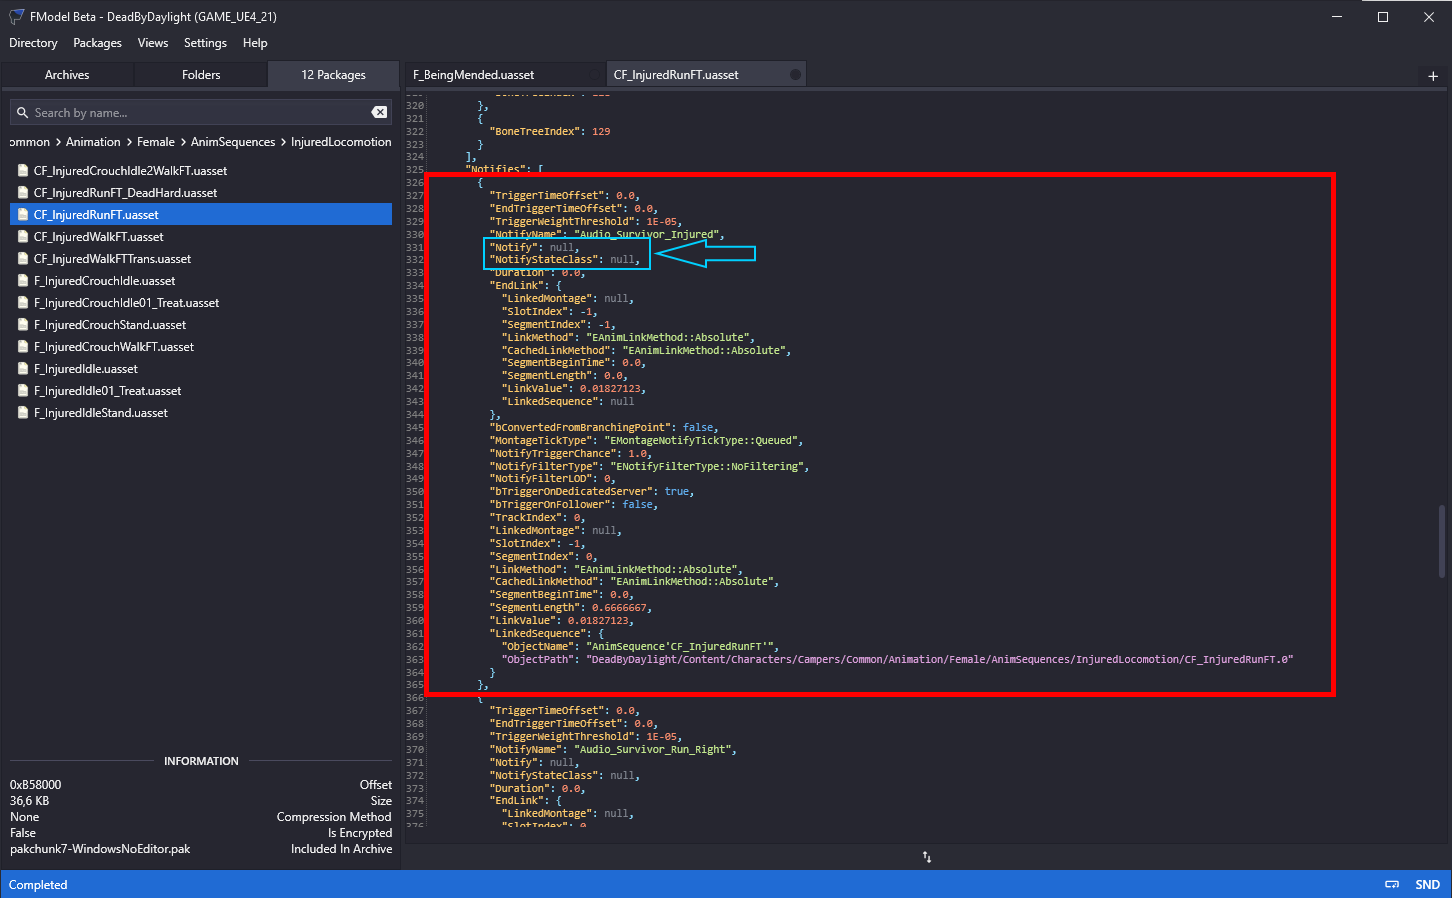 FModel Beta - DeadByDaylight (GAME_UE4_21)
Directory Packages Views Settings Help
Archives Folders 12 Packages
Search by name...
ommon > Animation > Female > AnimSequences > InjuredLocomotion
CF_InjuredCrouchIdle2WalkFT.uasset
CF_InjuredRunFT_DeadHard.uasset
CF_InjuredRunFT.uasset
CF_InjuredWalkFT.uasset
CF_InjuredWalkFTTrans.uasset
F_InjuredCrouchIdle.uasset
F_InjuredCrouchIdle01_Treat.uasset
F_InjuredCrouchStand.uasset
F_InjuredCrouchWalkFT.uasset
F_InjuredIdle.uasset
F_InjuredIdle01_Treat.uasset
F_InjuredIdleStand.uasset
INFORMATION
0xB58000 Offset
36,6 KB Size
None Compression Method
False Is Encrypted
pakchunk7-WindowsNoEditor.pak Included In Archive
F_BeingMended.uasset CF_InjuredRunFT.uasset +
320 },
321 {
322 "BoneTreeIndex": 129
323 }
324 ],
325 "Notifies": [
326 {
327 "TriggerTimeOffset": 0.0,
328 "EndTriggerTimeOffset": 0.0,
329 "TriggerWeightThreshold": 1E-05,
330 "NotifyName": "Audio_Survivor_Injured",
331 "Notify": null,
332 "NotifyStateClass": null,
333 "Duration": 0.0,
334 "EndLink": {
335 "LinkedMontage": null,
336 "SlotIndex": -1,
337 "SegmentIndex": -1,
338 "LinkMethod": "EAnimLinkMethod::Absolute",
339 "CachedLinkMethod": "EAnimLinkMethod::Absolute",
340 "SegmentBeginTime": 0.0,
341 "SegmentLength": 0.0,
342 "LinkValue": 0.01827123,
343 "LinkedSequence": null
344 },
345 "bConvertedFromBranchingPoint": false,
346 "MontageTickType": "EMontageNotifyTickType::Queued",
347 "NotifyTriggerChance": 1.0,
348 "NotifyFilterType": "ENotifyFilterType::NoFiltering",
349 "NotifyFilterLOD": 0,
350 "bTriggerOnDedicatedServer": true,
351 "bTriggerOnFollower": false,
352 "TrackIndex": 0,
353 "LinkedMontage": null,
354 "SlotIndex": -1,
355 "SegmentIndex": 0,
356 "LinkMethod": "EAnimLinkMethod::Absolute",
357 "CachedLinkMethod": "EAnimLinkMethod::Absolute",
358 "SegmentBeginTime": 0.0,
359 "SegmentLength": 0.6666667,
360 "LinkValue": 0.01827123,
361 "LinkedSequence": {
362 "ObjectName": "AnimSequence'CF_InjuredRunFT'",
363 "ObjectPath": "DeadByDaylight/Content/Characters/Campers/Common/Animation/Female/AnimSequences/InjuredLocomotion/CF_InjuredRunFT.0"
364 }
365 },
366 {
367 "TriggerTimeOffset": 0.0,
368 "EndTriggerTimeOffset": 0.0,
369 "TriggerWeightThreshold": 1E-05,
370 "NotifyName": "Audio_Survivor_Run_Right",
371 "Notify": null,
372 "NotifyStateClass": null,
373 "Duration": 0.0,
374 "EndLink": {
375 "LinkedMontage": null,
376 "SlotIndex": 0
Completed SND